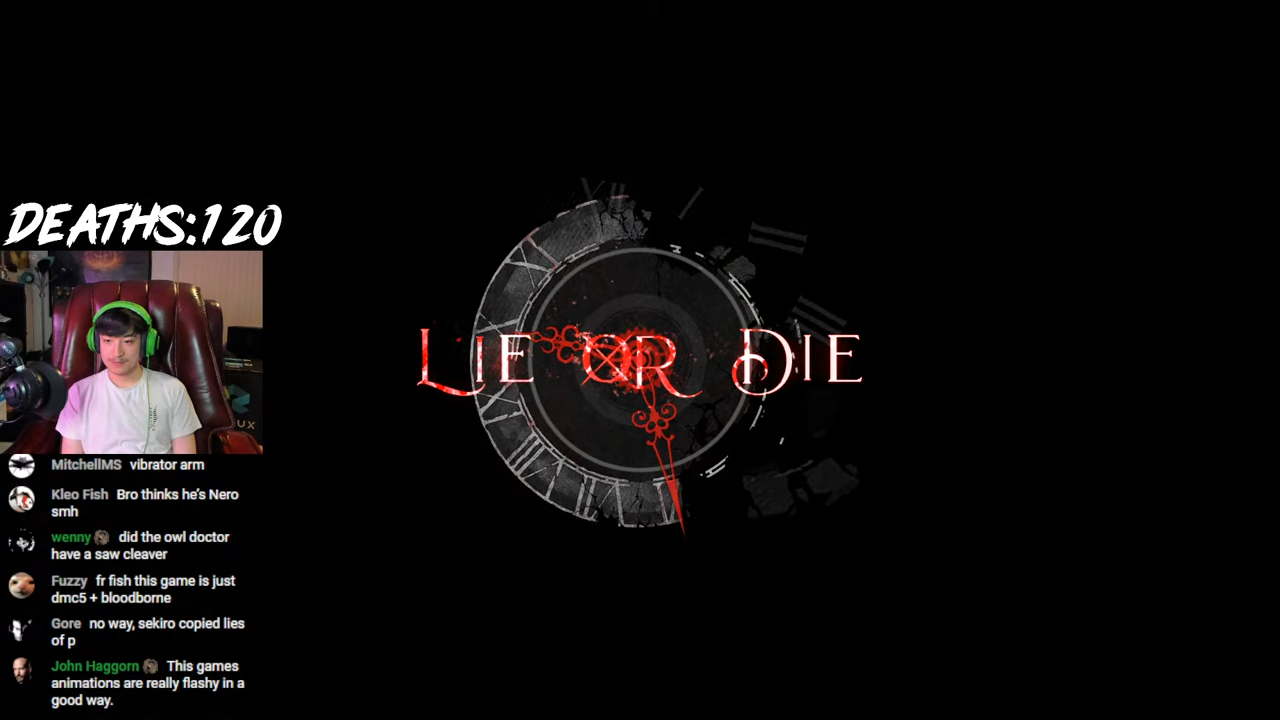 DEATHS:120
LIE OR DIE
UX
MitchellMS vibrator arm
Kleo Fish Bro thinks he's Nero
smh
wenny did the owl doctor
have a saw cleaver
Fuzzy fr fish this game is just
dmc5 + bloodborne
Gore no way, sekiro copied lies
of p
John Haggorn This games
animations are really flashy in a
good way.